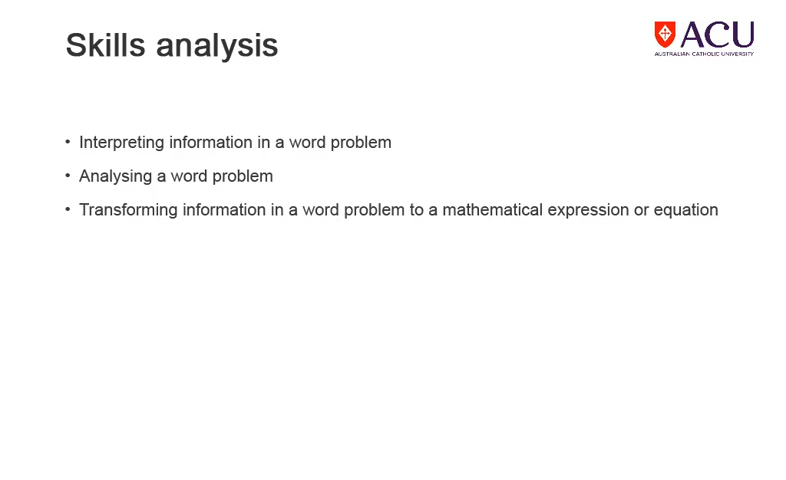 Skills analysis
ACU
AUSTRALIAN CATHOLIC UNIVERSITY
• Interpreting information in a word problem
• Analysing a word problem
• Transforming information in a word problem to a mathematical expression or equation